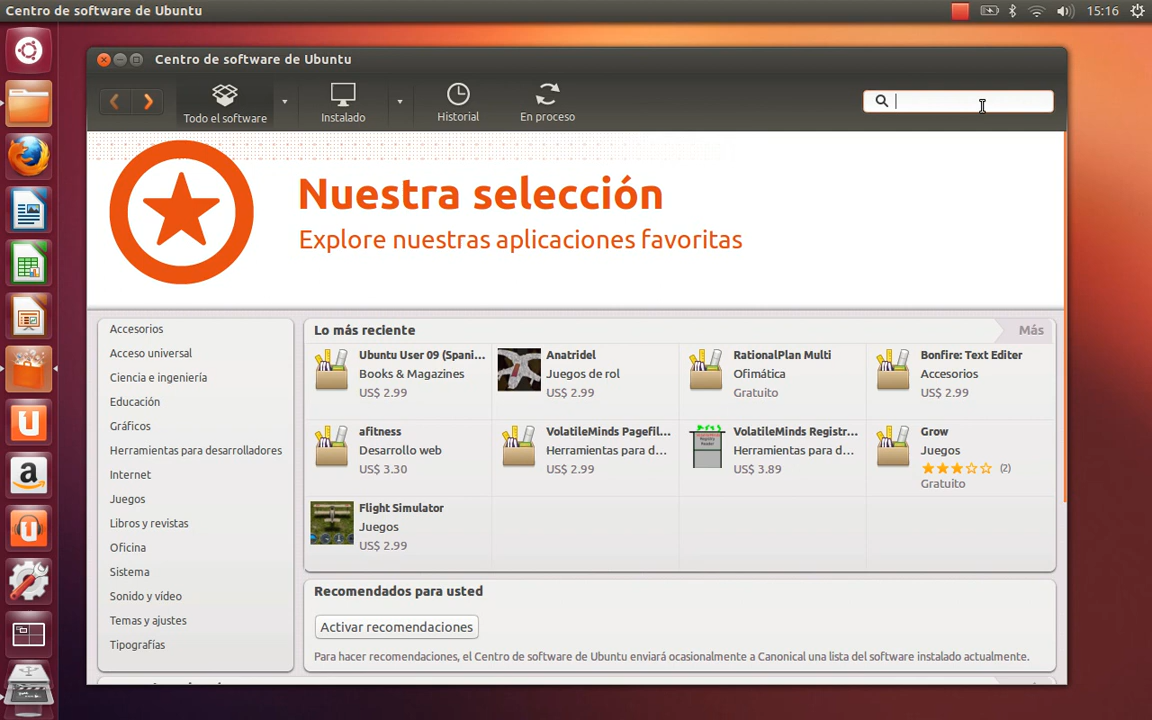 Centro de software de Ubuntu
15:16
Centro de software de Ubuntu
Todo el software
Instalado
Historial
En proceso
Nuestra selección
Explore nuestras aplicaciones favoritas
Accesorios
Acceso universal
Ciencia e ingeniería
Educación
Gráficos
Herramientas para desarrolladores
Internet
Juegos
Libros y revistas
Oficina
Sistema
Sonido y vídeo
Temas y ajustes
Tipografías
Lo más reciente
Más
Ubuntu User 09 (Spani...
Books & Magazines
US$ 2.99
Anatridel
Juegos de rol
US$ 2.99
RationalPlan Multi
Ofimática
Gratuito
Bonfire: Text Editer
Accesorios
US$ 2.99
afitness
Desarrollo web
US$ 3.30
VolatileMinds Pagefil...
Herramientas para d...
US$ 2.99
VolatileMinds Registr...
Herramientas para d...
US$ 3.89
Grow
Juegos
(2)
Gratuito
Flight Simulator
Juegos
US$ 2.99
Recomendados para usted
Activar recomendaciones
Para hacer recomendaciones, el Centro de software de Ubuntu enviará ocasionalmente a Canonical una lista del software instalado actualmente.